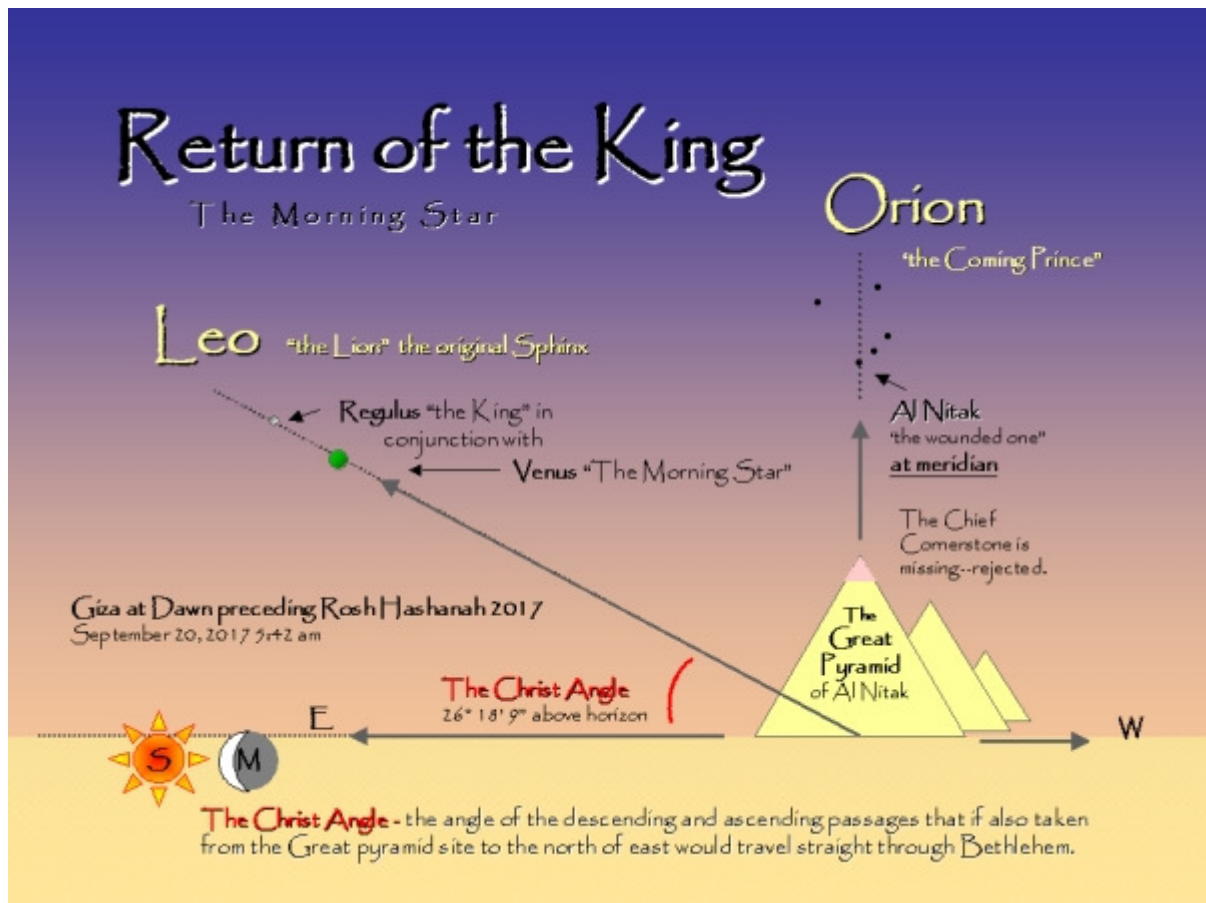 Return of the King
The Morning Star
Orion
"the Coming Prince"
Leo "the Lion" the original Sphinx
Regulus "the King" in
conjunction with
Venus "The Morning Star"
Al Nitak
"the wounded one"
at meridian
The Chief
Cornerstone is
missing--rejected.
Giza at Dawn preceding Rosh Hashanah 2017
September 20, 2017 5:42 am
The
Great
Pyramid
of Al Nitak
The Christ Angle
26° 18' 9" above horizon
E
W
S
M
The Christ Angle - the angle of the descending and ascending passages that if also taken
from the Great pyramid site to the north of east would travel straight through Bethlehem.